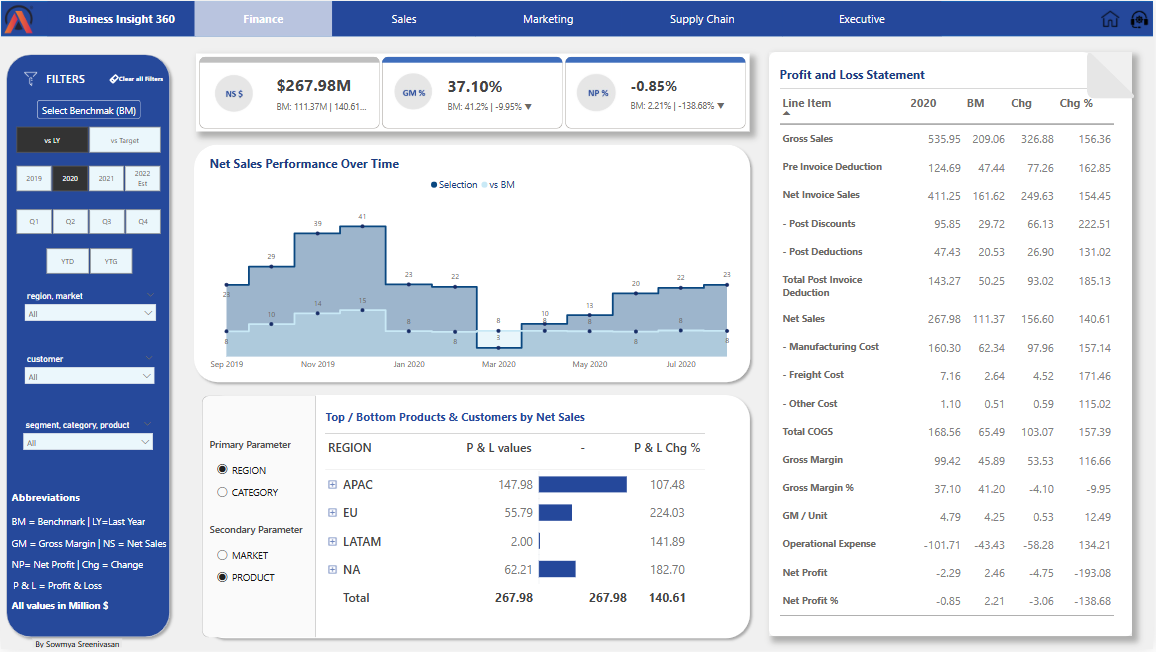 Business Insight 360
Finance
Sales
Marketing
Supply Chain
Executive
FILTERS
Clear all Filters
Select Benchmak (BM)
vs LY
vs Target
2019
2020
2021
2022 Est
Q1
Q2
Q3
Q4
YTD
YTG
region, market
All
customer
All
segment, category, product
All
Abbreviations
BM = Benchmark | LY=Last Year
GM = Gross Margin | NS = Net Sales
NP= Net Profit | Chg = Change
P & L = Profit & Loss
All values in Million $
By Sowmya Sreenivasan
NS $
$267.98M
BM: 111.37M | 140.61...
GM %
37.10%
BM: 41.2% | -9.95% ▼
NP %
-0.85%
BM: 2.21% | -138.68% ▼
Net Sales Performance Over Time
Selection vs BM
23 29 39 41 23 22 3 10 13 20 22 23
8 10 14 15 8 8 8 8 8 8 8 8
Sep 2019 Nov 2019 Jan 2020 Mar 2020 May 2020 Jul 2020
Primary Parameter
REGION
CATEGORY
Secondary Parameter
MARKET
PRODUCT
Top / Bottom Products & Customers by Net Sales
REGION P & L values - P & L Chg %
APAC 147.98 107.48
EU 55.79 224.03
LATAM 2.00 141.89
NA 62.21 182.70
Total 267.98 267.98 140.61
Profit and Loss Statement
Line Item 2020 BM Chg Chg %
Gross Sales 535.95 209.06 326.88 156.36
Pre Invoice Deduction 124.69 47.44 77.26 162.85
Net Invoice Sales 411.25 161.62 249.63 154.45
- Post Discounts 95.85 29.72 66.13 222.51
- Post Deductions 47.43 20.53 26.90 131.02
Total Post Invoice Deduction 143.27 50.25 93.02 185.13
Net Sales 267.98 111.37 156.60 140.61
- Manufacturing Cost 160.30 62.34 97.96 157.14
- Freight Cost 7.16 2.64 4.52 171.46
- Other Cost 1.10 0.51 0.59 115.02
Total COGS 168.56 65.49 103.07 157.39
Gross Margin 99.42 45.89 53.53 116.66
Gross Margin % 37.10 41.20 -4.10 -9.95
GM / Unit 4.79 4.25 0.53 12.49
Operational Expense -101.71 -43.43 -58.28 134.21
Net Profit -2.29 2.46 -4.75 -193.08
Net Profit % -0.85 2.21 -3.06 -138.68